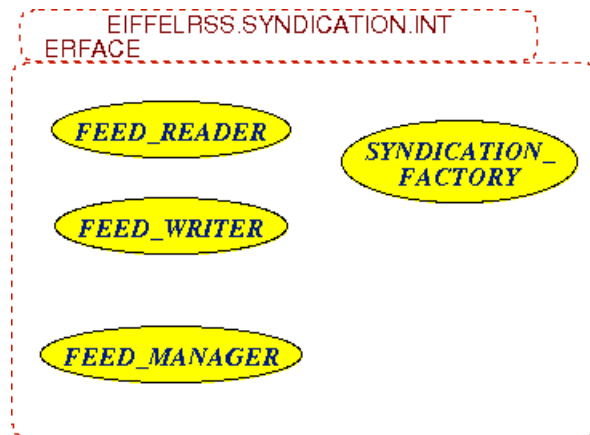 EIFFELRSS.SYNDICATION.INT
ERFACE
FEED_READER
SYNDICATION_
FACTORY
FEED_WRITER
FEED_MANAGER